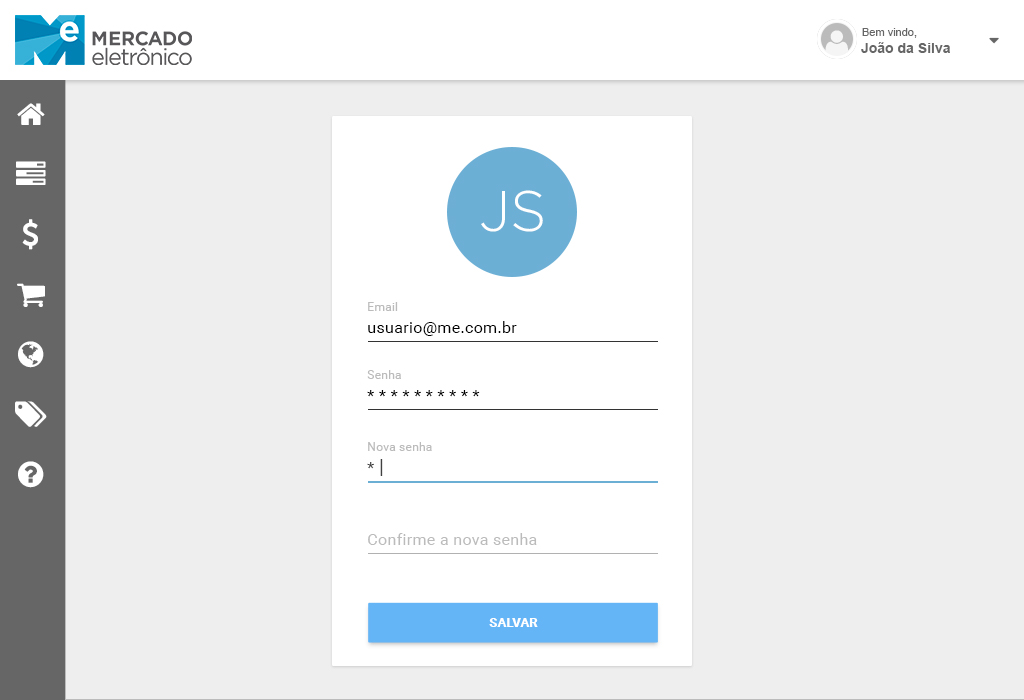 Me
MERCADO
eletrônico
Bem vindo,
João da Silva
JS
Email
usuario@me.com.br
Senha
* * * * * * * * * *
Nova senha
*
Confirme a nova senha
SALVAR